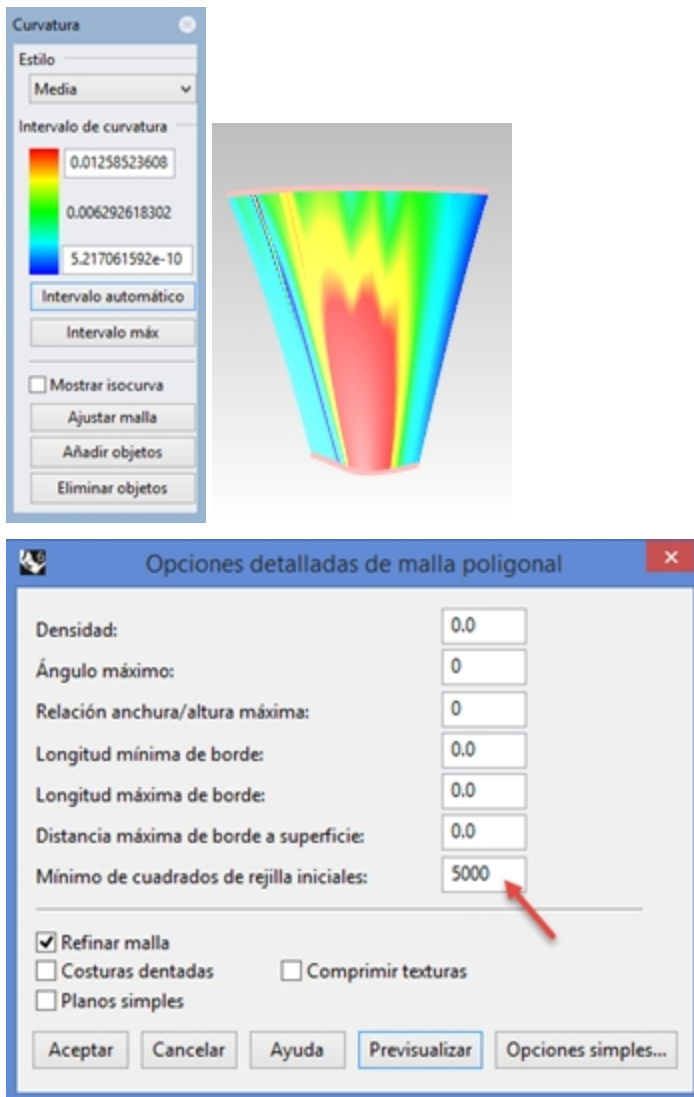 Curvatura
Estilo
Media
Intervalo de curvatura
0.01258523608
0.006292618302
5.217061592e-10
Intervalo automático
Intervalo máx
Mostrar isocurva
Ajustar malla
Añadir objetos
Eliminar objetos
Opciones detalladas de malla poligonal
Densidad: 0.0
Ángulo máximo: 0
Relación anchura/altura máxima: 0
Longitud mínima de borde: 0.0
Longitud máxima de borde: 0.0
Distancia máxima de borde a superficie: 0.0
Mínimo de cuadrados de rejilla iniciales: 5000
Refinar malla
Costuras dentadas Comprimir texturas
Planos simples
Aceptar Cancelar Ayuda Previsualizar Opciones simples...